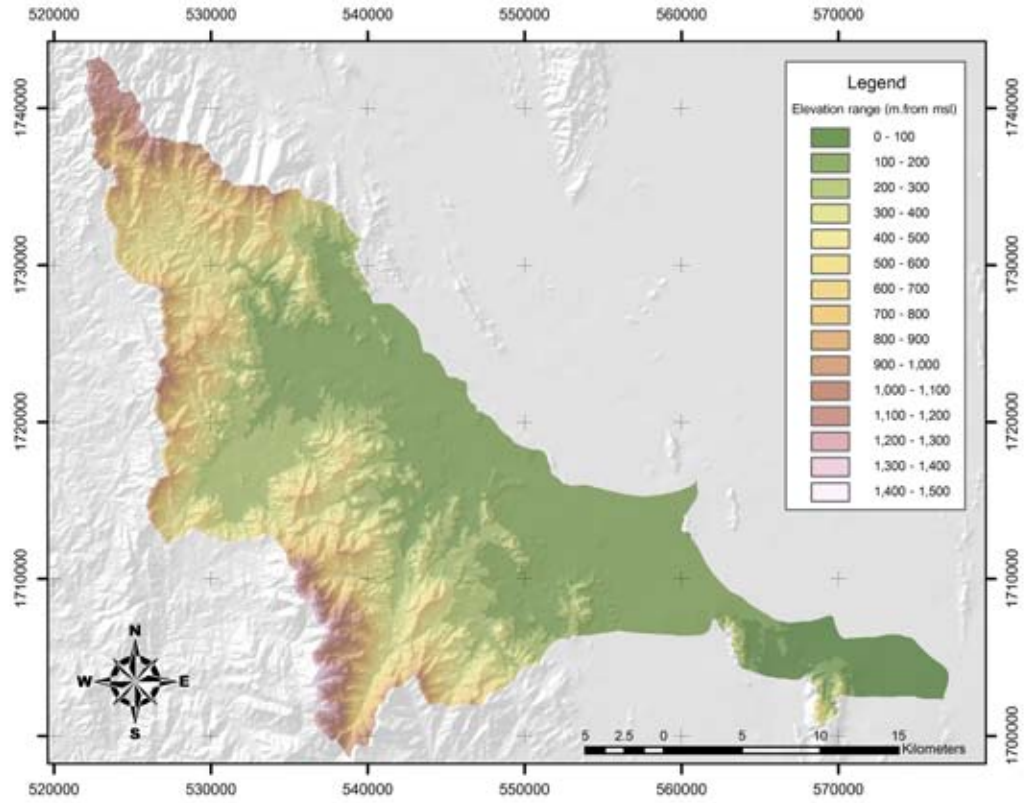 520000 530000 540000 550000 560000 570000
1740000
1730000
1720000
1710000
1740000
1730000
1720000
1710000
1700000
Legend
Elevation range (m.from msl)
0 - 100
100 - 200
200 - 300
300 - 400
400 - 500
500 - 600
600 - 700
700 - 800
800 - 900
900 - 1,000
1,000 - 1,100
1,100 - 1,200
1,200 - 1,300
1,300 - 1,400
1,400 - 1,500
N
W E
S
5 2.5 0 5 10 15
Kilometers
520000 530000 540000 550000 560000 570000